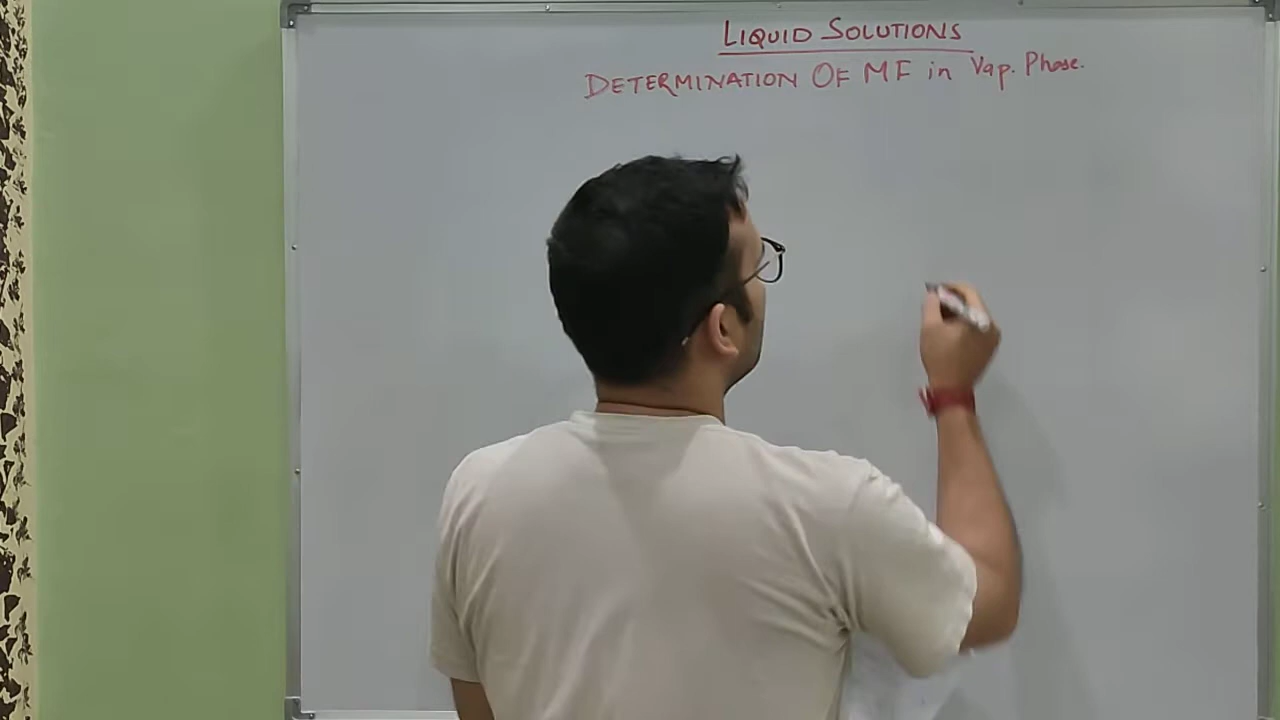 LIQUID SOLUTIONS
DETERMINATION OF MF in Vap. Phase.